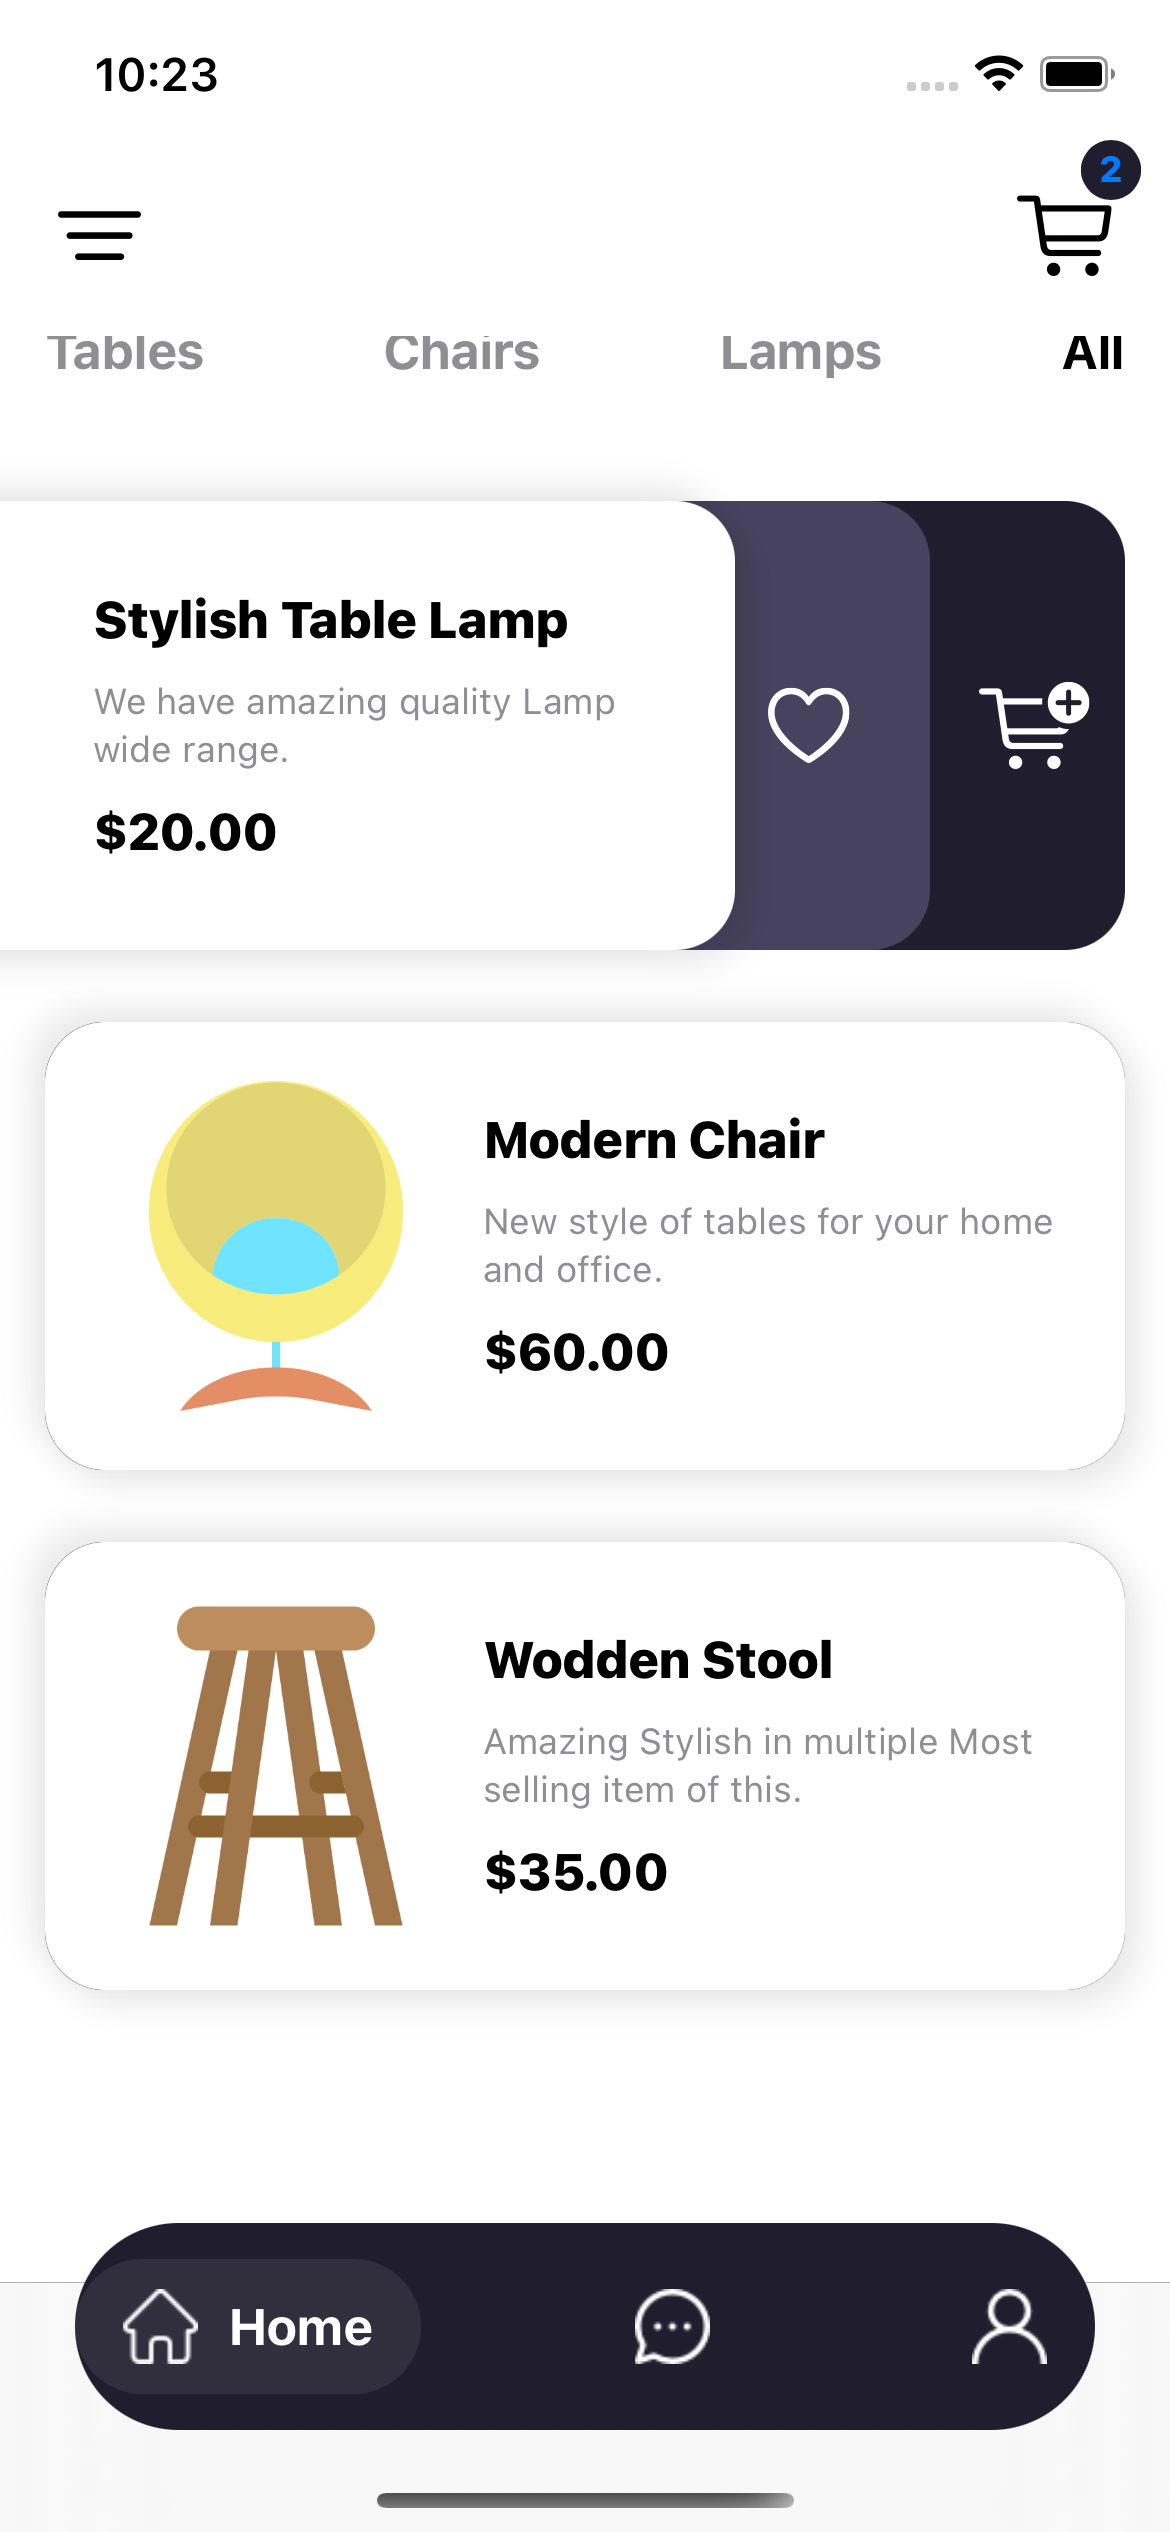 10:23
2
Tables Chairs Lamps All
Stylish Table Lamp
We have amazing quality Lamp
wide range.
$20.00
Modern Chair
New style of tables for your home
and office.
$60.00
Wodden Stool
Amazing Stylish in multiple Most
selling item of this.
$35.00
Home